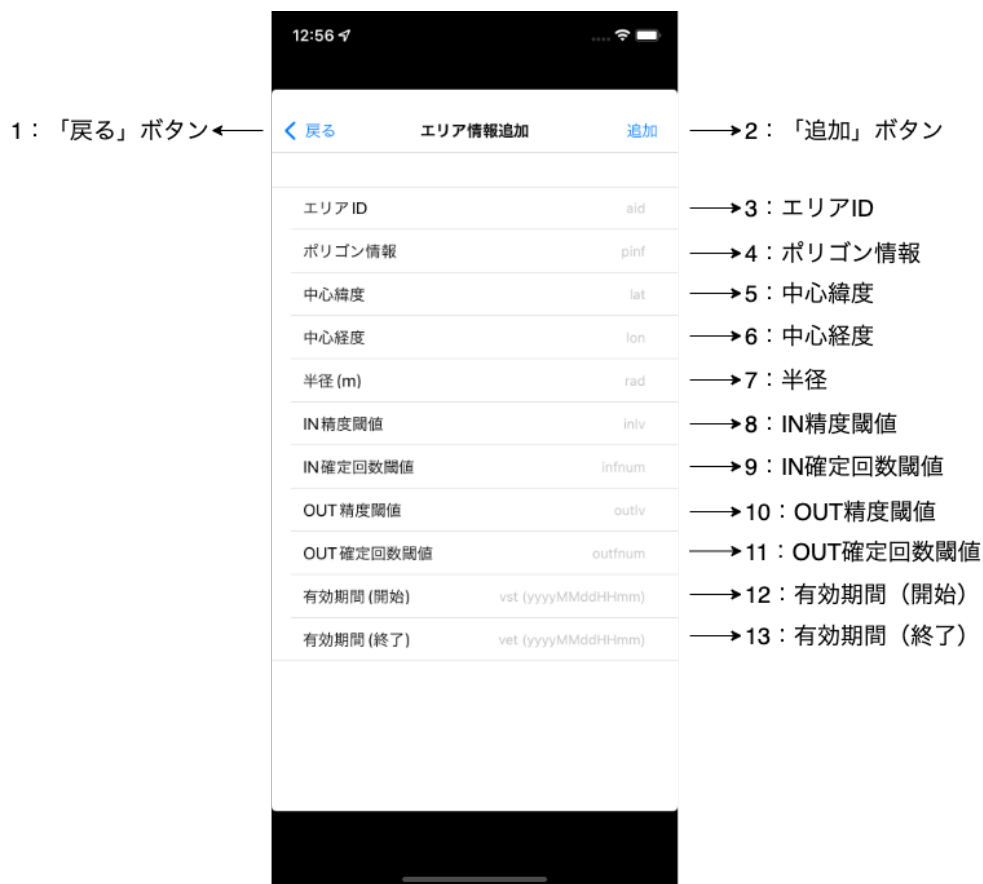 12:56
1：「戻る」ボタン
戻る エリア情報追加 追加
2：「追加」ボタン
エリアID aid
3：エリアID
ポリゴン情報 pinf
4：ポリゴン情報
中心緯度 lat
5：中心緯度
中心経度 lon
6：中心経度
半径 (m) rad
7：半径
IN精度閾値 inlv
8：IN精度閾値
IN確定回数閾値 infnum
9：IN確定回数閾値
OUT精度閾値 outlv
10：OUT精度閾値
OUT確定回数閾値 outfnum
11：OUT確定回数閾値
有効期間 (開始) vst (yyyyMMddHHmm)
12：有効期間（開始）
有効期間 (終了) vet (yyyyMMddHHmm)
13：有効期間（終了）